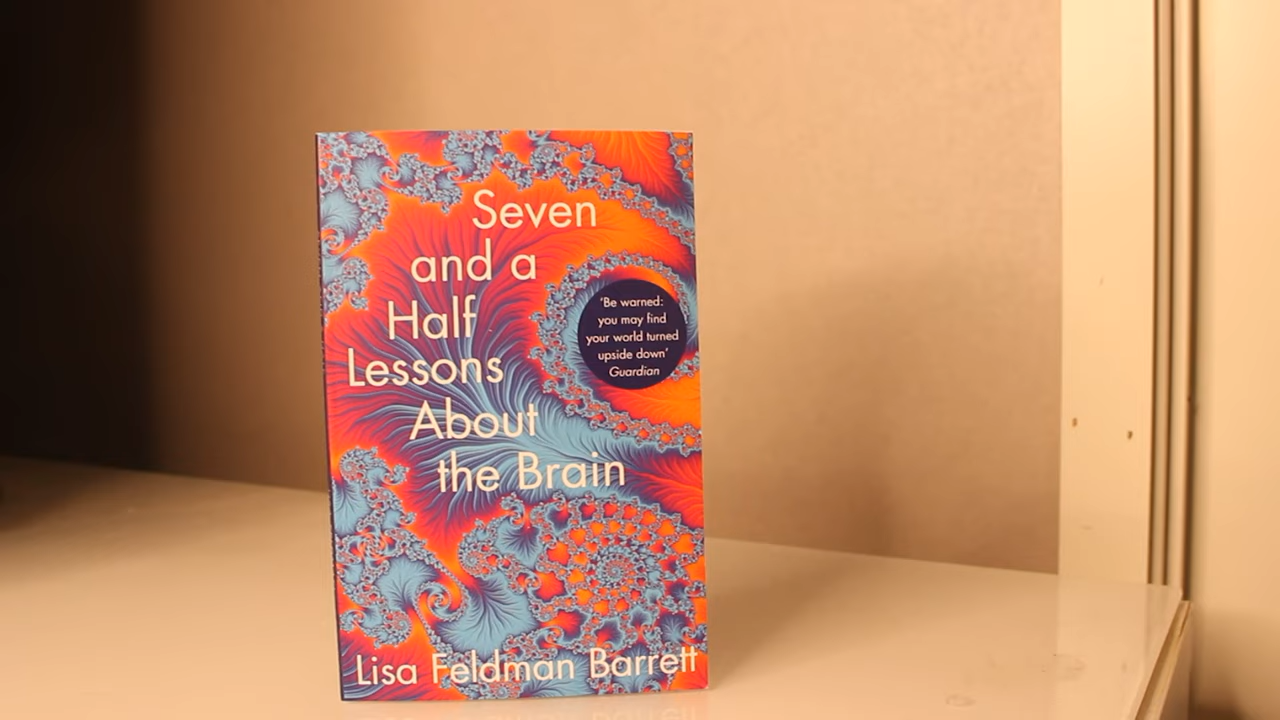 Seven
and a
Half
Lessons
About
the Brain
'Be warned:
you may find
your world turned
upside down'
Guardian
Lisa Feldman Barrett